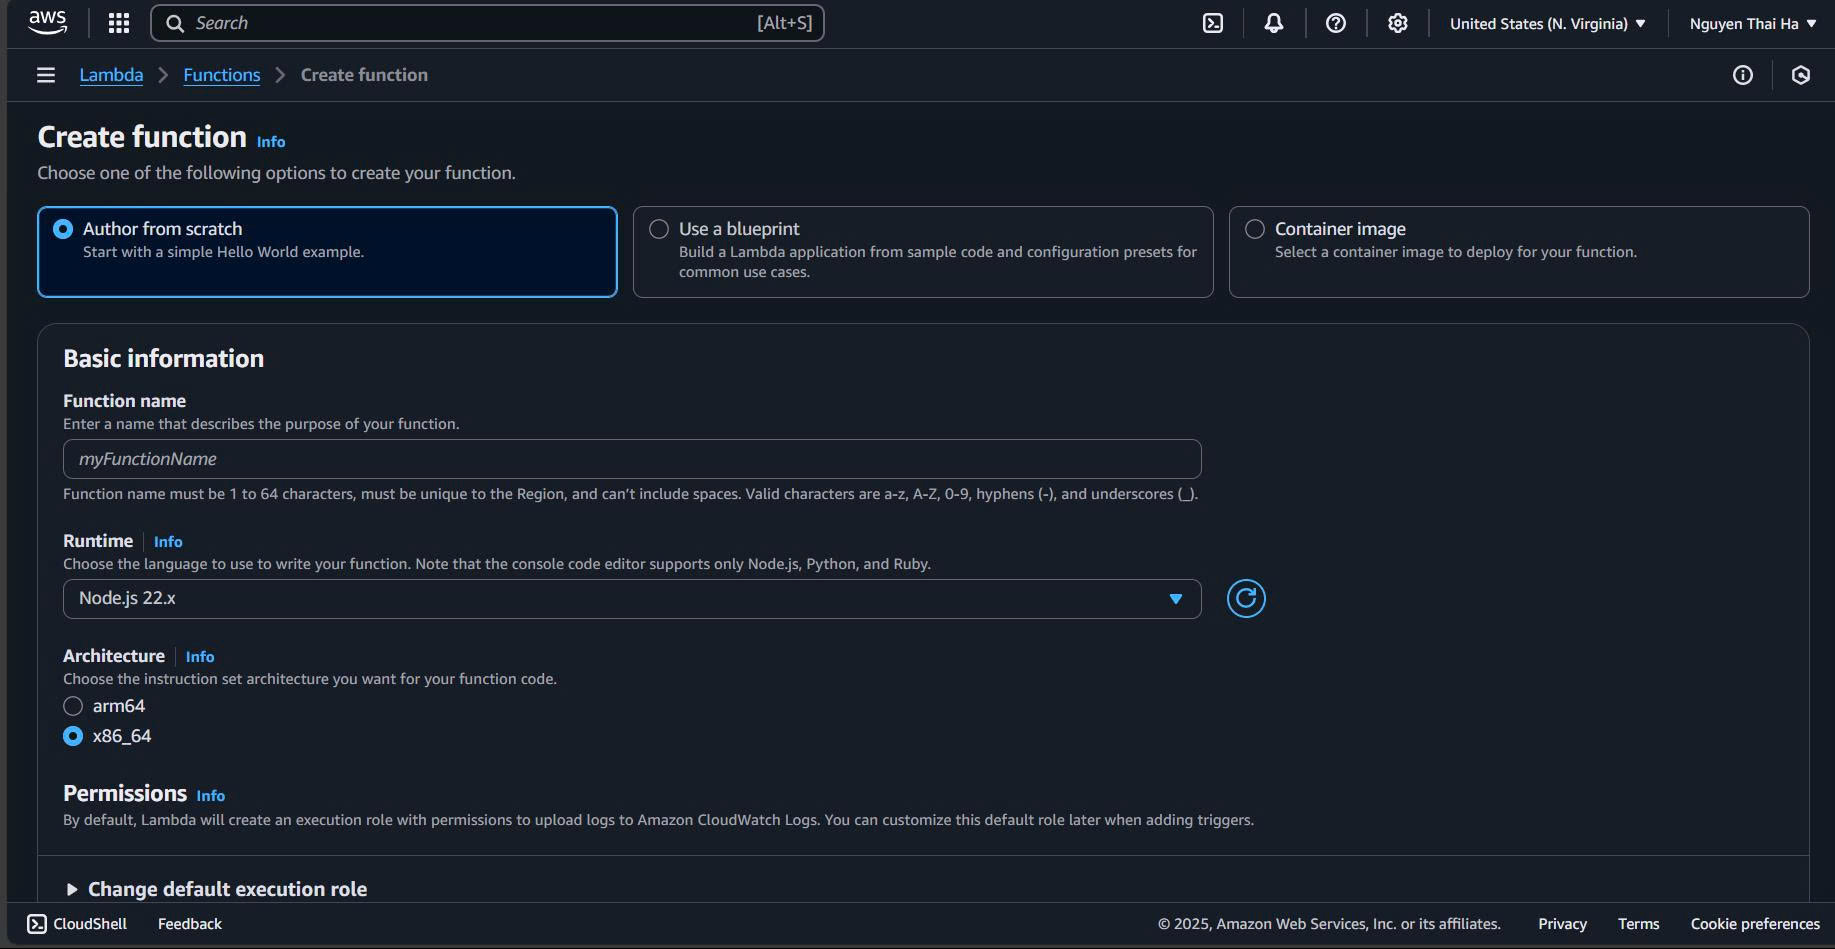 aws
Search [Alt+S]
United States (N. Virginia)
Nguyen Thai Ha
Lambda
Functions
Create function
Create function Info
Choose one of the following options to create your function.
Author from scratch
Start with a simple Hello World example.
Use a blueprint
Build a Lambda application from sample code and configuration presets for
common use cases.
Container image
Select a container image to deploy for your function.
Basic information
Function name
Enter a name that describes the purpose of your function.
myFunctionName
Function name must be 1 to 64 characters, must be unique to the Region, and can’t include spaces. Valid characters are a-z, A-Z, 0-9, hyphens (-), and underscores (_).
Runtime Info
Choose the language to use to write your function. Note that the console code editor supports only Node.js, Python, and Ruby.
Node.js 22.x
Architecture Info
Choose the instruction set architecture you want for your function code.
arm64
x86_64
Permissions Info
By default, Lambda will create an execution role with permissions to upload logs to Amazon CloudWatch Logs. You can customize this default role later when adding triggers.
Change default execution role
CloudShell
Feedback
© 2025, Amazon Web Services, Inc. or its affiliates.
Privacy
Terms
Cookie preferences